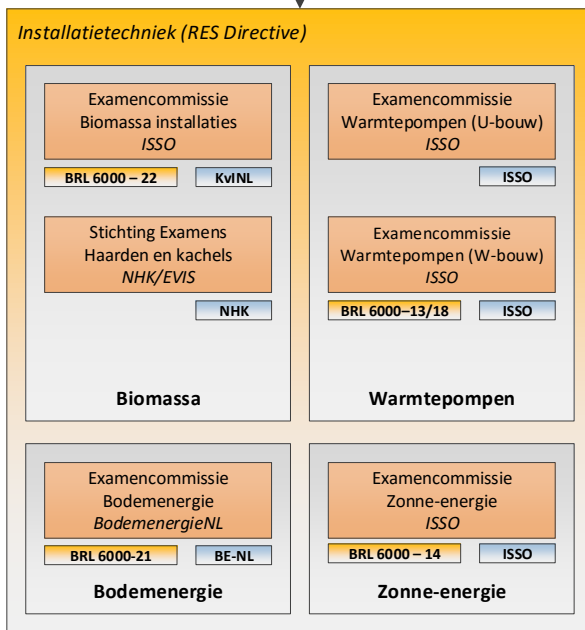 Installatietechniek (RES Directive)
Examencommissie
Biomassa installaties
ISSO
BRL 6000 – 22
KvINL
Stichting Examens
Haarden en kachels
NHK/EVIS
NHK
Biomassa
Examencommissie
Warmtepompen (U-bouw)
ISSO
ISSO
Examencommissie
Warmtepompen (W-bouw)
ISSO
BRL 6000–13/18
ISSO
Warmtepompen
Examencommissie
Bodemenergie
BodemenergieNL
BRL 6000-21
BE-NL
Bodemenergie
Examencommissie
Zonne-energie
ISSO
BRL 6000 – 14
ISSO
Zonne-energie